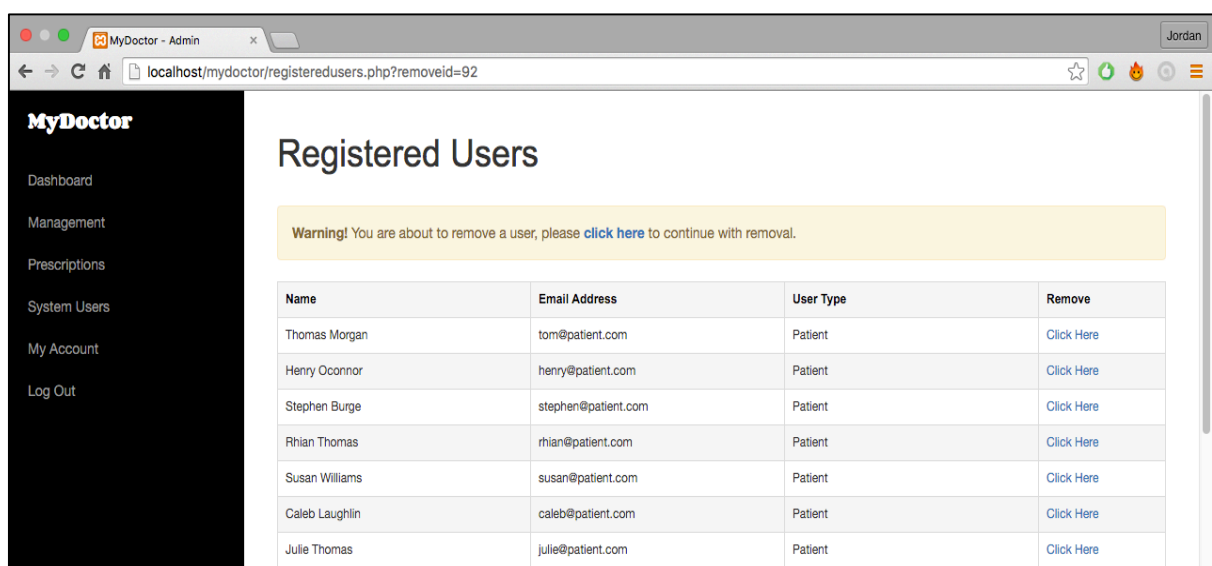 MyDoctor - Admin
Jordan
localhost/mydoctor/registeredusers.php?removeid=92
MyDoctor
Dashboard
Management
Prescriptions
System Users
My Account
Log Out
Registered Users
Warning! You are about to remove a user, please click here to continue with removal.
Name Email Address User Type Remove
Thomas Morgan tom@patient.com Patient Click Here
Henry Oconnor henry@patient.com Patient Click Here
Stephen Burge stephen@patient.com Patient Click Here
Rhian Thomas rhian@patient.com Patient Click Here
Susan Williams susan@patient.com Patient Click Here
Caleb Laughlin caleb@patient.com Patient Click Here
Julie Thomas julie@patient.com Patient Click Here